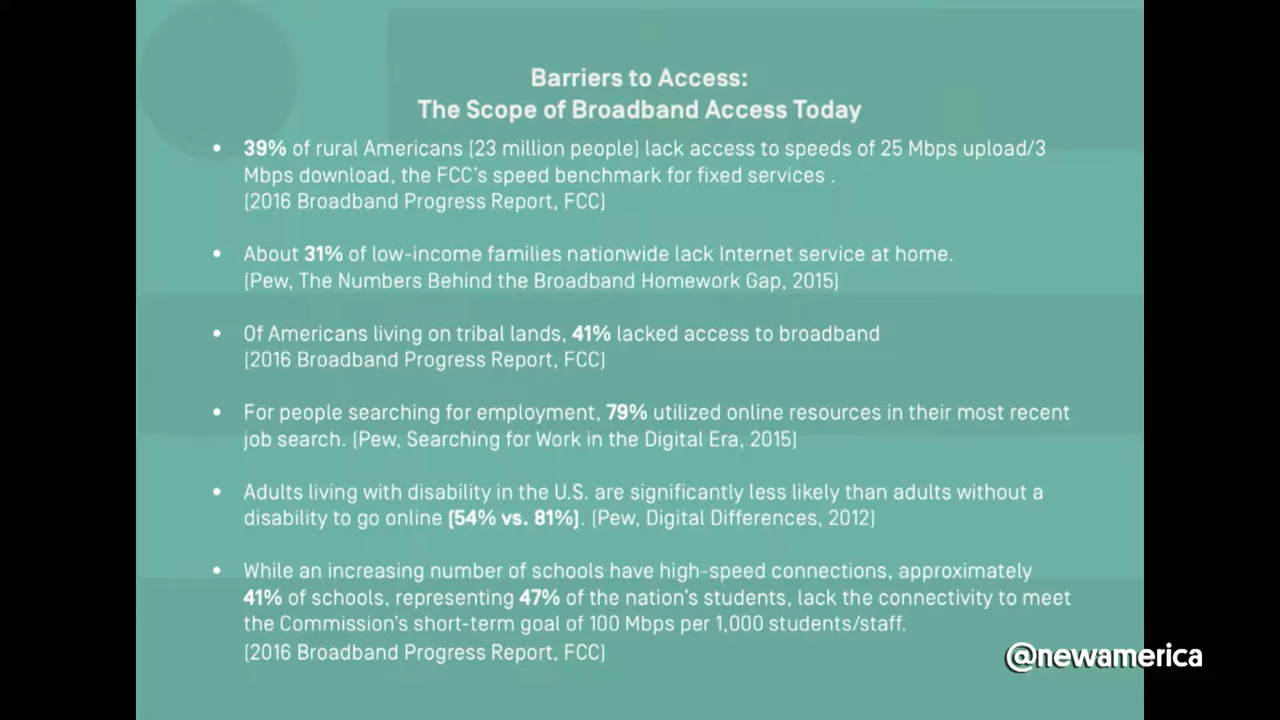 Barriers to Access:
The Scope of Broadband Access Today
• 39% of rural Americans (23 million people) lack access to speeds of 25 Mbps upload/3
Mbps download, the FCC's speed benchmark for fixed services .
(2016 Broadband Progress Report, FCC)
• About 31% of low-income families nationwide lack Internet service at home.
(Pew, The Numbers Behind the Broadband Homework Gap, 2015)
• Of Americans living on tribal lands, 41% lacked access to broadband
(2016 Broadband Progress Report, FCC)
• For people searching for employment, 79% utilized online resources in their most recent
job search. (Pew, Searching for Work in the Digital Era, 2015)
• Adults living with disability in the U.S. are significantly less likely than adults without a
disability to go online (54% vs. 81%). (Pew, Digital Differences, 2012)
• While an increasing number of schools have high-speed connections, approximately
41% of schools, representing 47% of the nation's students, lack the connectivity to meet
the Commission's short-term goal of 100 Mbps per 1,000 students/staff.
(2016 Broadband Progress Report, FCC)
@newamerica